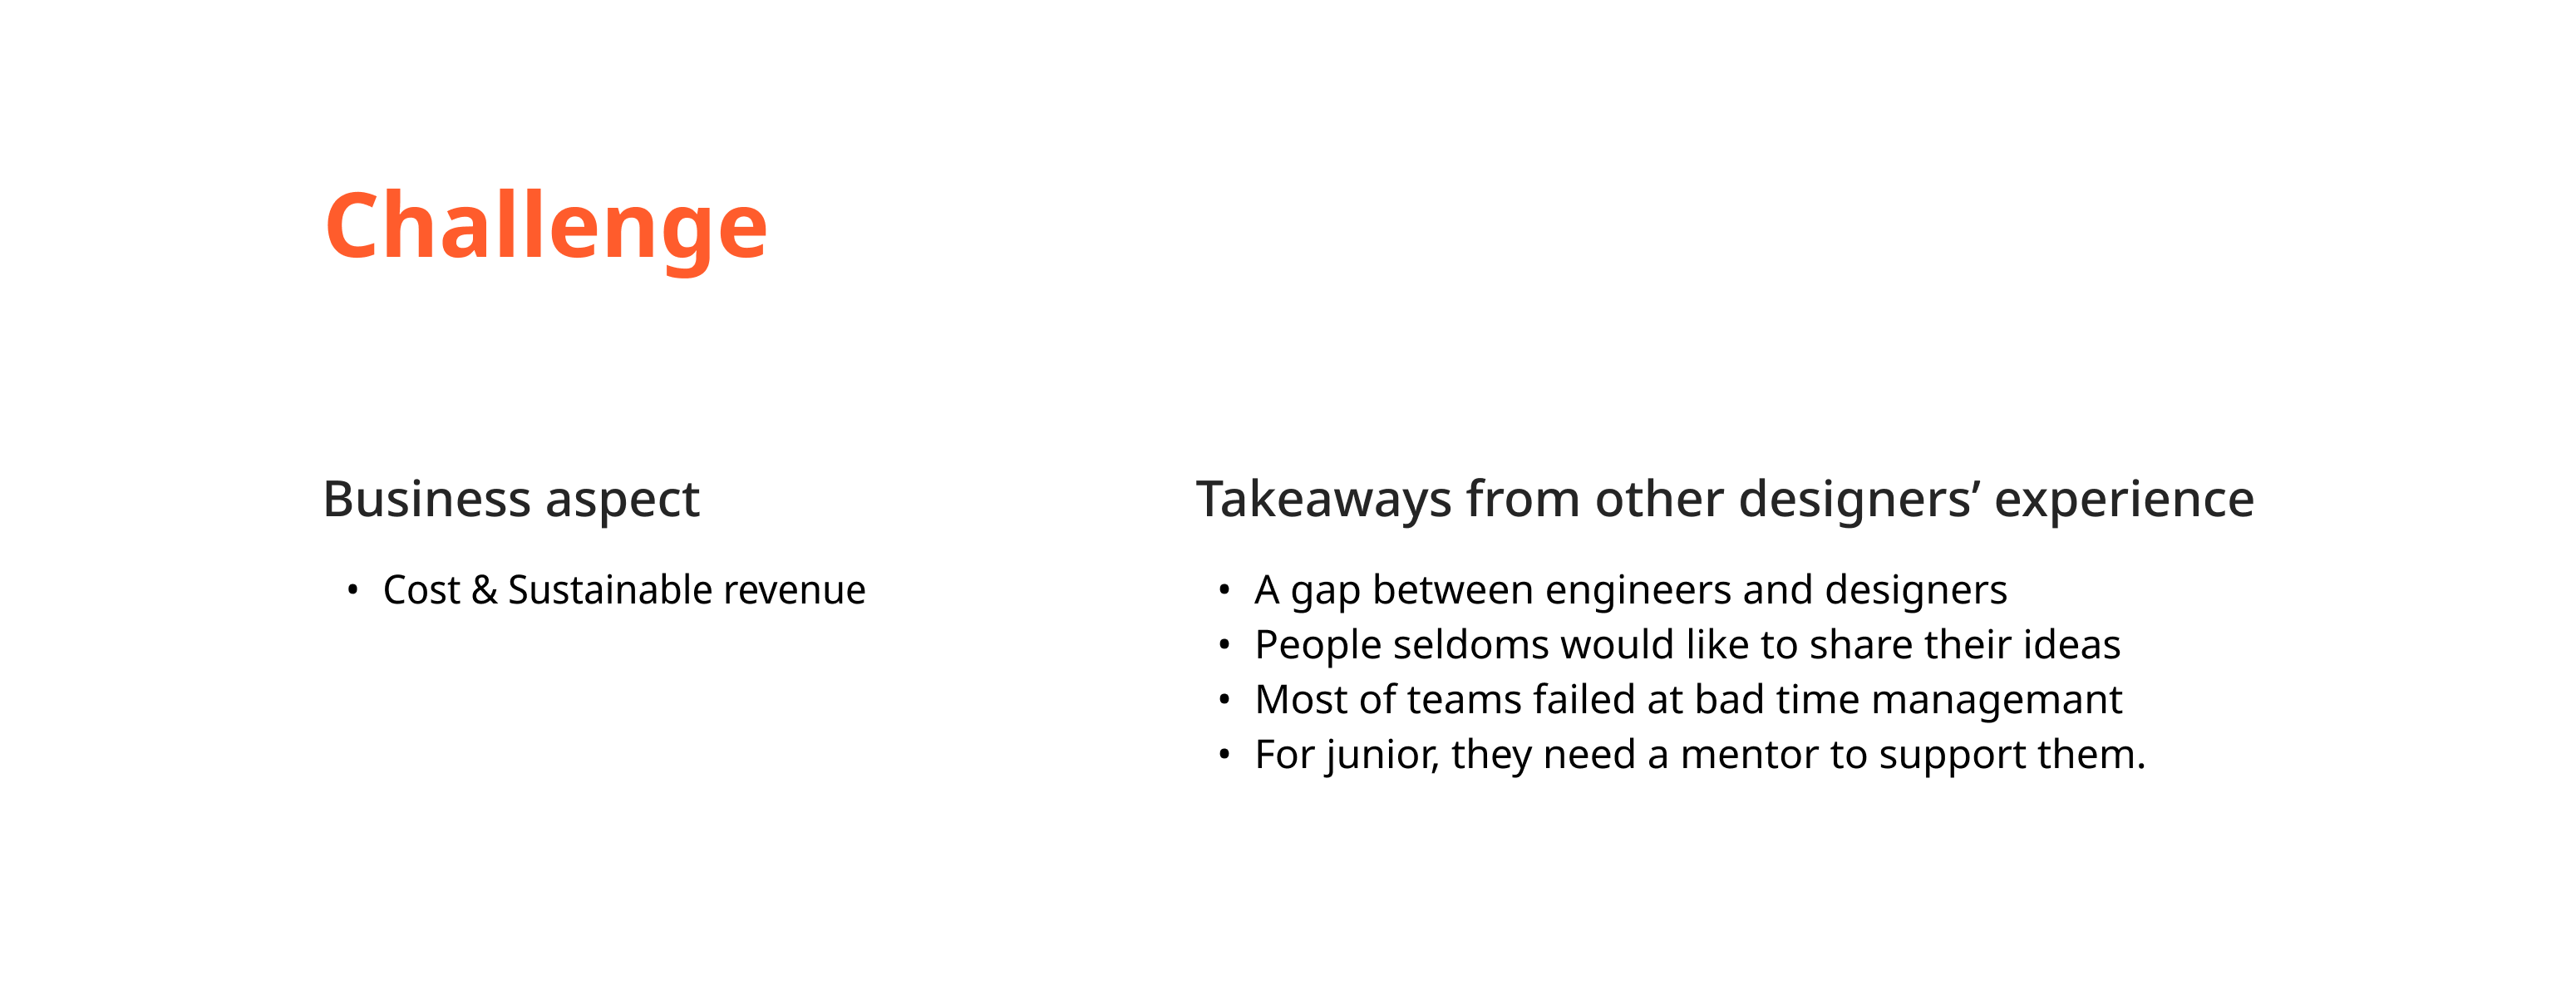 Challenge
Business aspect
• Cost & Sustainable revenue
Takeaways from other designers’ experience
• A gap between engineers and designers
• People seldoms would like to share their ideas
• Most of teams failed at bad time managemant
• For junior, they need a mentor to support them.